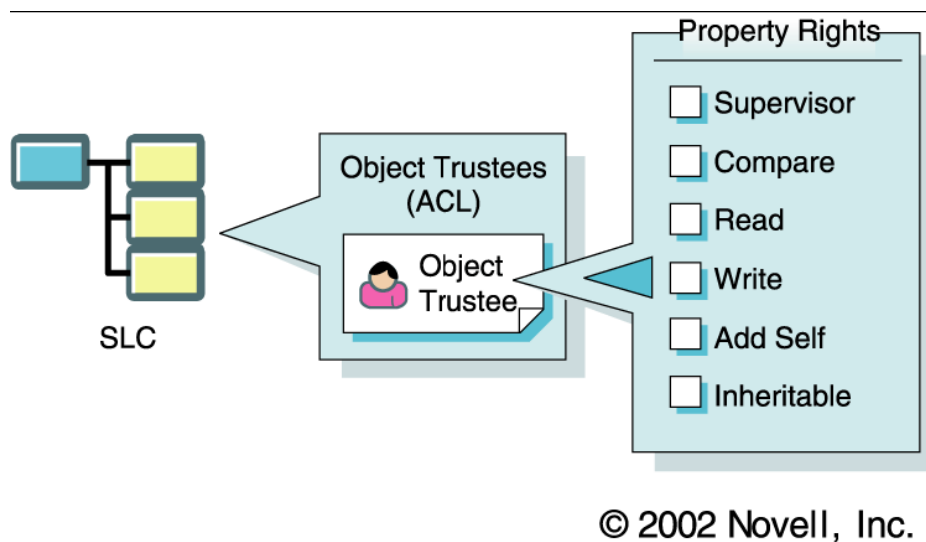 Property Rights
Supervisor
Compare
Read
Write
Add Self
Inheritable
Object Trustees
(ACL)
Object
Trustee
SLC
© 2002 Novell, Inc.